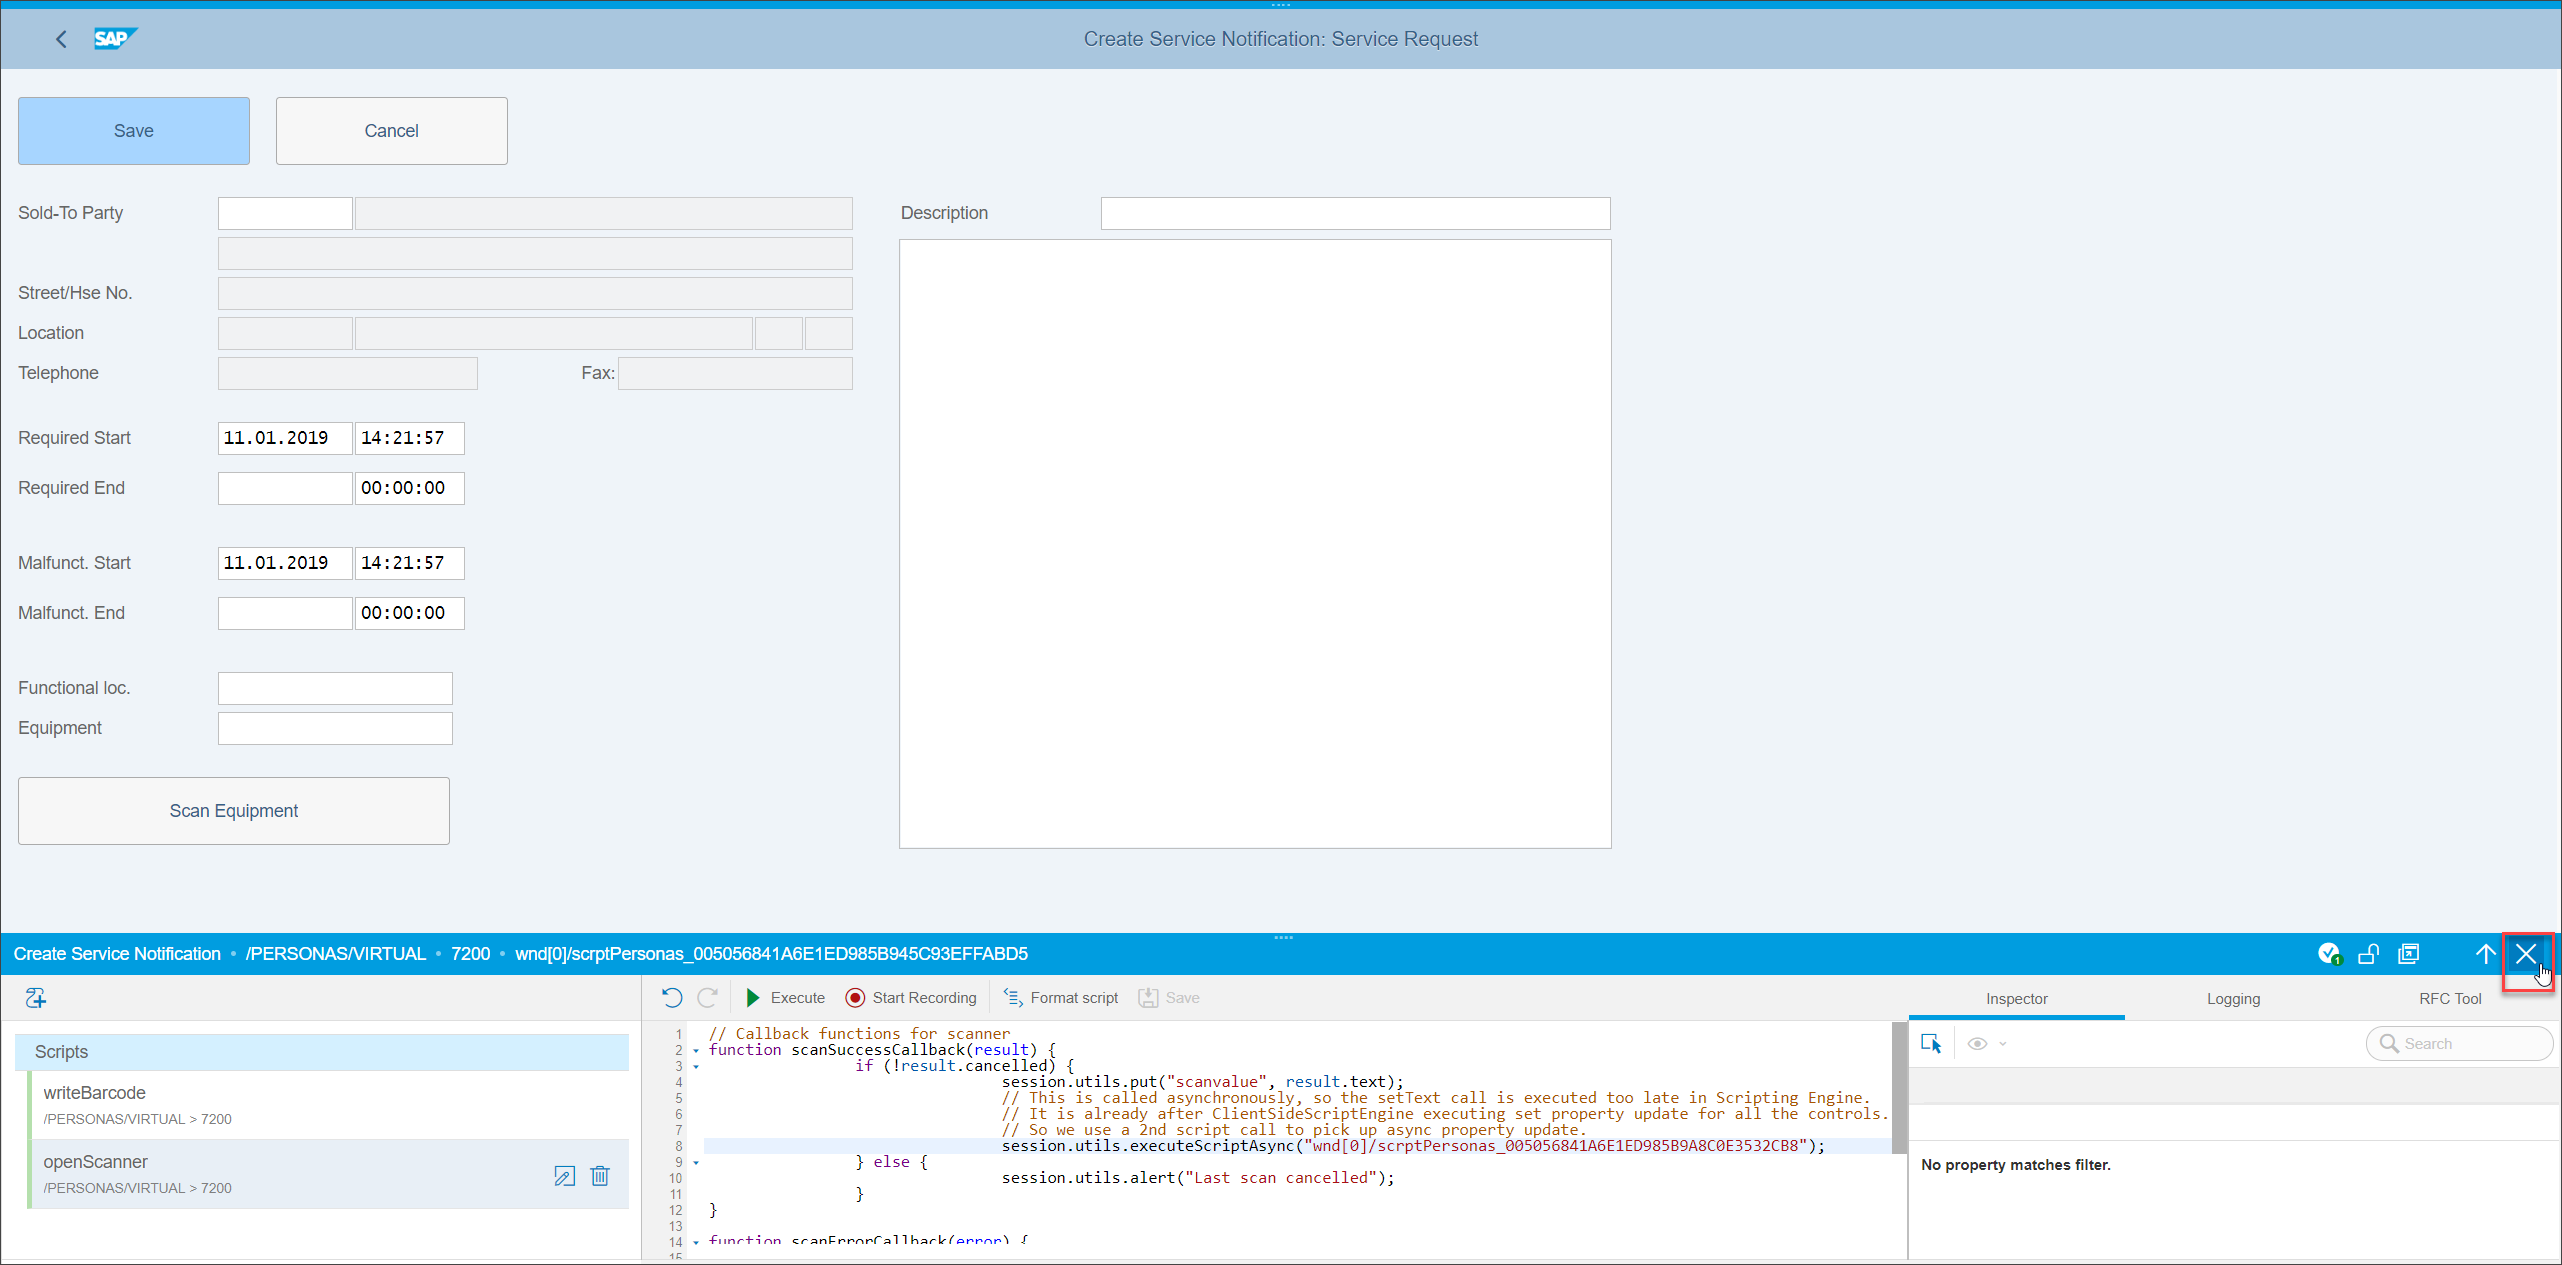 SAP
Create Service Notification: Service Request
Save
Cancel
Sold-To Party
Description
Street/Hse No.
Location
Telephone
Fax:
Required Start
11.01.2019
14:21:57
Required End
00:00:00
Malfunct. Start
11.01.2019
14:21:57
Malfunct. End
00:00:00
Functional loc.
Equipment
Scan Equipment
Create Service Notification • /PERSONAS/VIRTUAL • 7200 • wnd[0]/scrptPersonas_005056841A6E1ED985B945C93EFFABD5
1
Execute
Start Recording
Format script
Save
Inspector
Logging
RFC Tool
Scripts
writeBarcode
/PERSONAS/VIRTUAL > 7200
openScanner
/PERSONAS/VIRTUAL > 7200
1 // Callback functions for scanner
2 function scanSuccessCallback(result) {
3 if (!result.cancelled) {
4 session.utils.put("scanvalue", result.text);
5 // This is called asynchronously, so the setText call is executed too late in Scripting Engine.
6 // It is already after ClientSideScriptEngine executing set property update for all the controls.
7 // So we use a 2nd script call to pick up async property update.
8 session.utils.executeScriptAsync("wnd[0]/scrptPersonas_005056841A6E1ED985B9A8C0E3532CB8");
9 } else {
10 session.utils.alert("Last scan cancelled");
11 }
12 }
13
14 function scanErrorCallback(error) {
15
Search
No property matches filter.